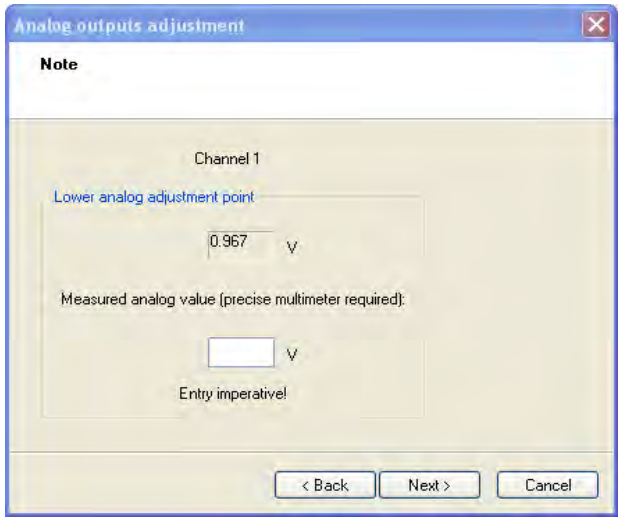 Analog outputs adjustment
Note
Channel 1
Lower analog adjustment point
0.967 V
Measured analog value (precise multimeter required):
V
Entry imperative!
< Back Next > Cancel